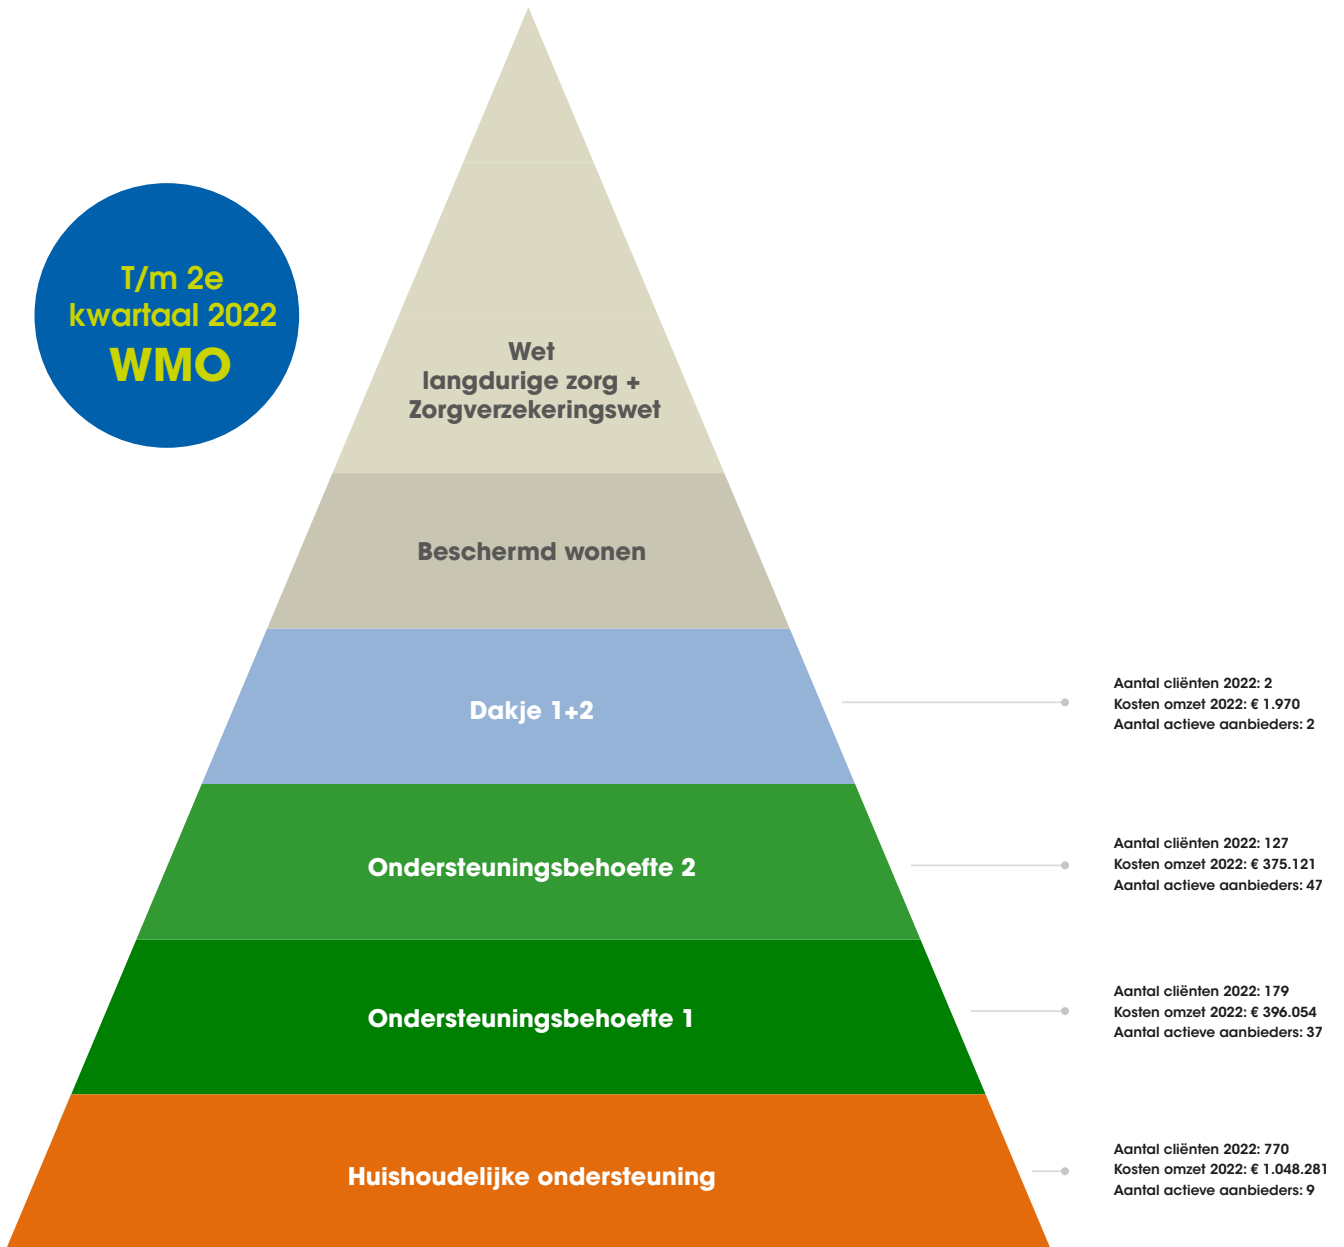 T/m 2e
kwartaal 2022
WMO
Wet
langdurige zorg +
Zorgverzekeringswet
Beschermd wonen
Dakje 1+2
Aantal cliënten 2022: 2
Kosten omzet 2022: € 1.970
Aantal actieve aanbieders: 2
Ondersteuningsbehoefte 2
Aantal cliënten 2022: 127
Kosten omzet 2022: € 375.121
Aantal actieve aanbieders: 47
Ondersteuningsbehoefte 1
Aantal cliënten 2022: 179
Kosten omzet 2022: € 396.054
Aantal actieve aanbieders: 37
Huishoudelijke ondersteuning
Aantal cliënten 2022: 770
Kosten omzet 2022: € 1.048.281
Aantal actieve aanbieders: 9